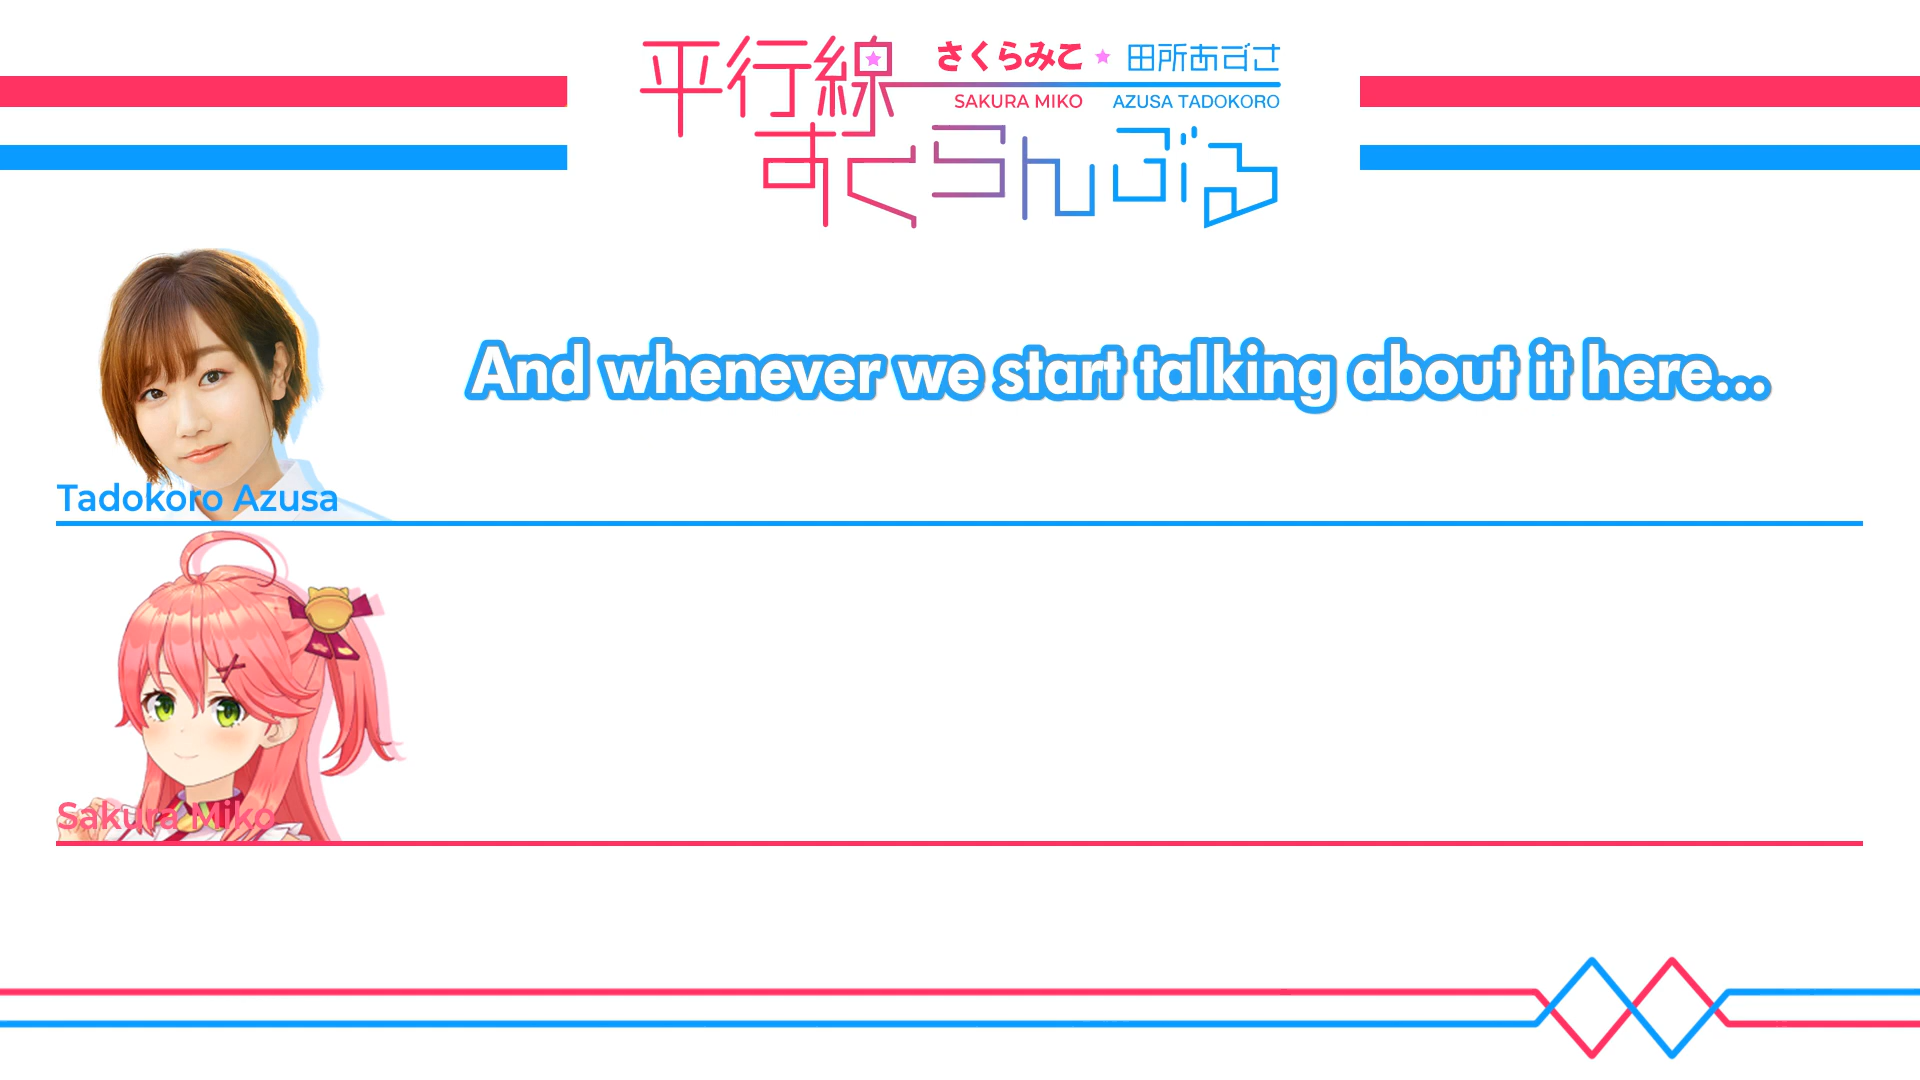 平行線
すくらんぶる
さくらみこ★田所あずさ
SAKURA MIKO AZUSA TADOKORO
And whenever we start talking about it here...
Tadokoro Azusa
Sakura Miko